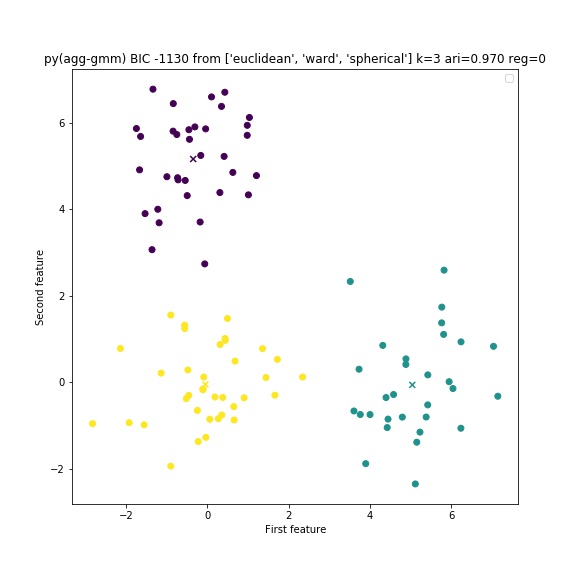 py(agg-gmm) BIC -1130 from ['euclidean', 'ward', 'spherical'] k=3 ari=0.970 reg=0
6
4
2
0
−2
Second feature
−2 0 2 4 6
First feature